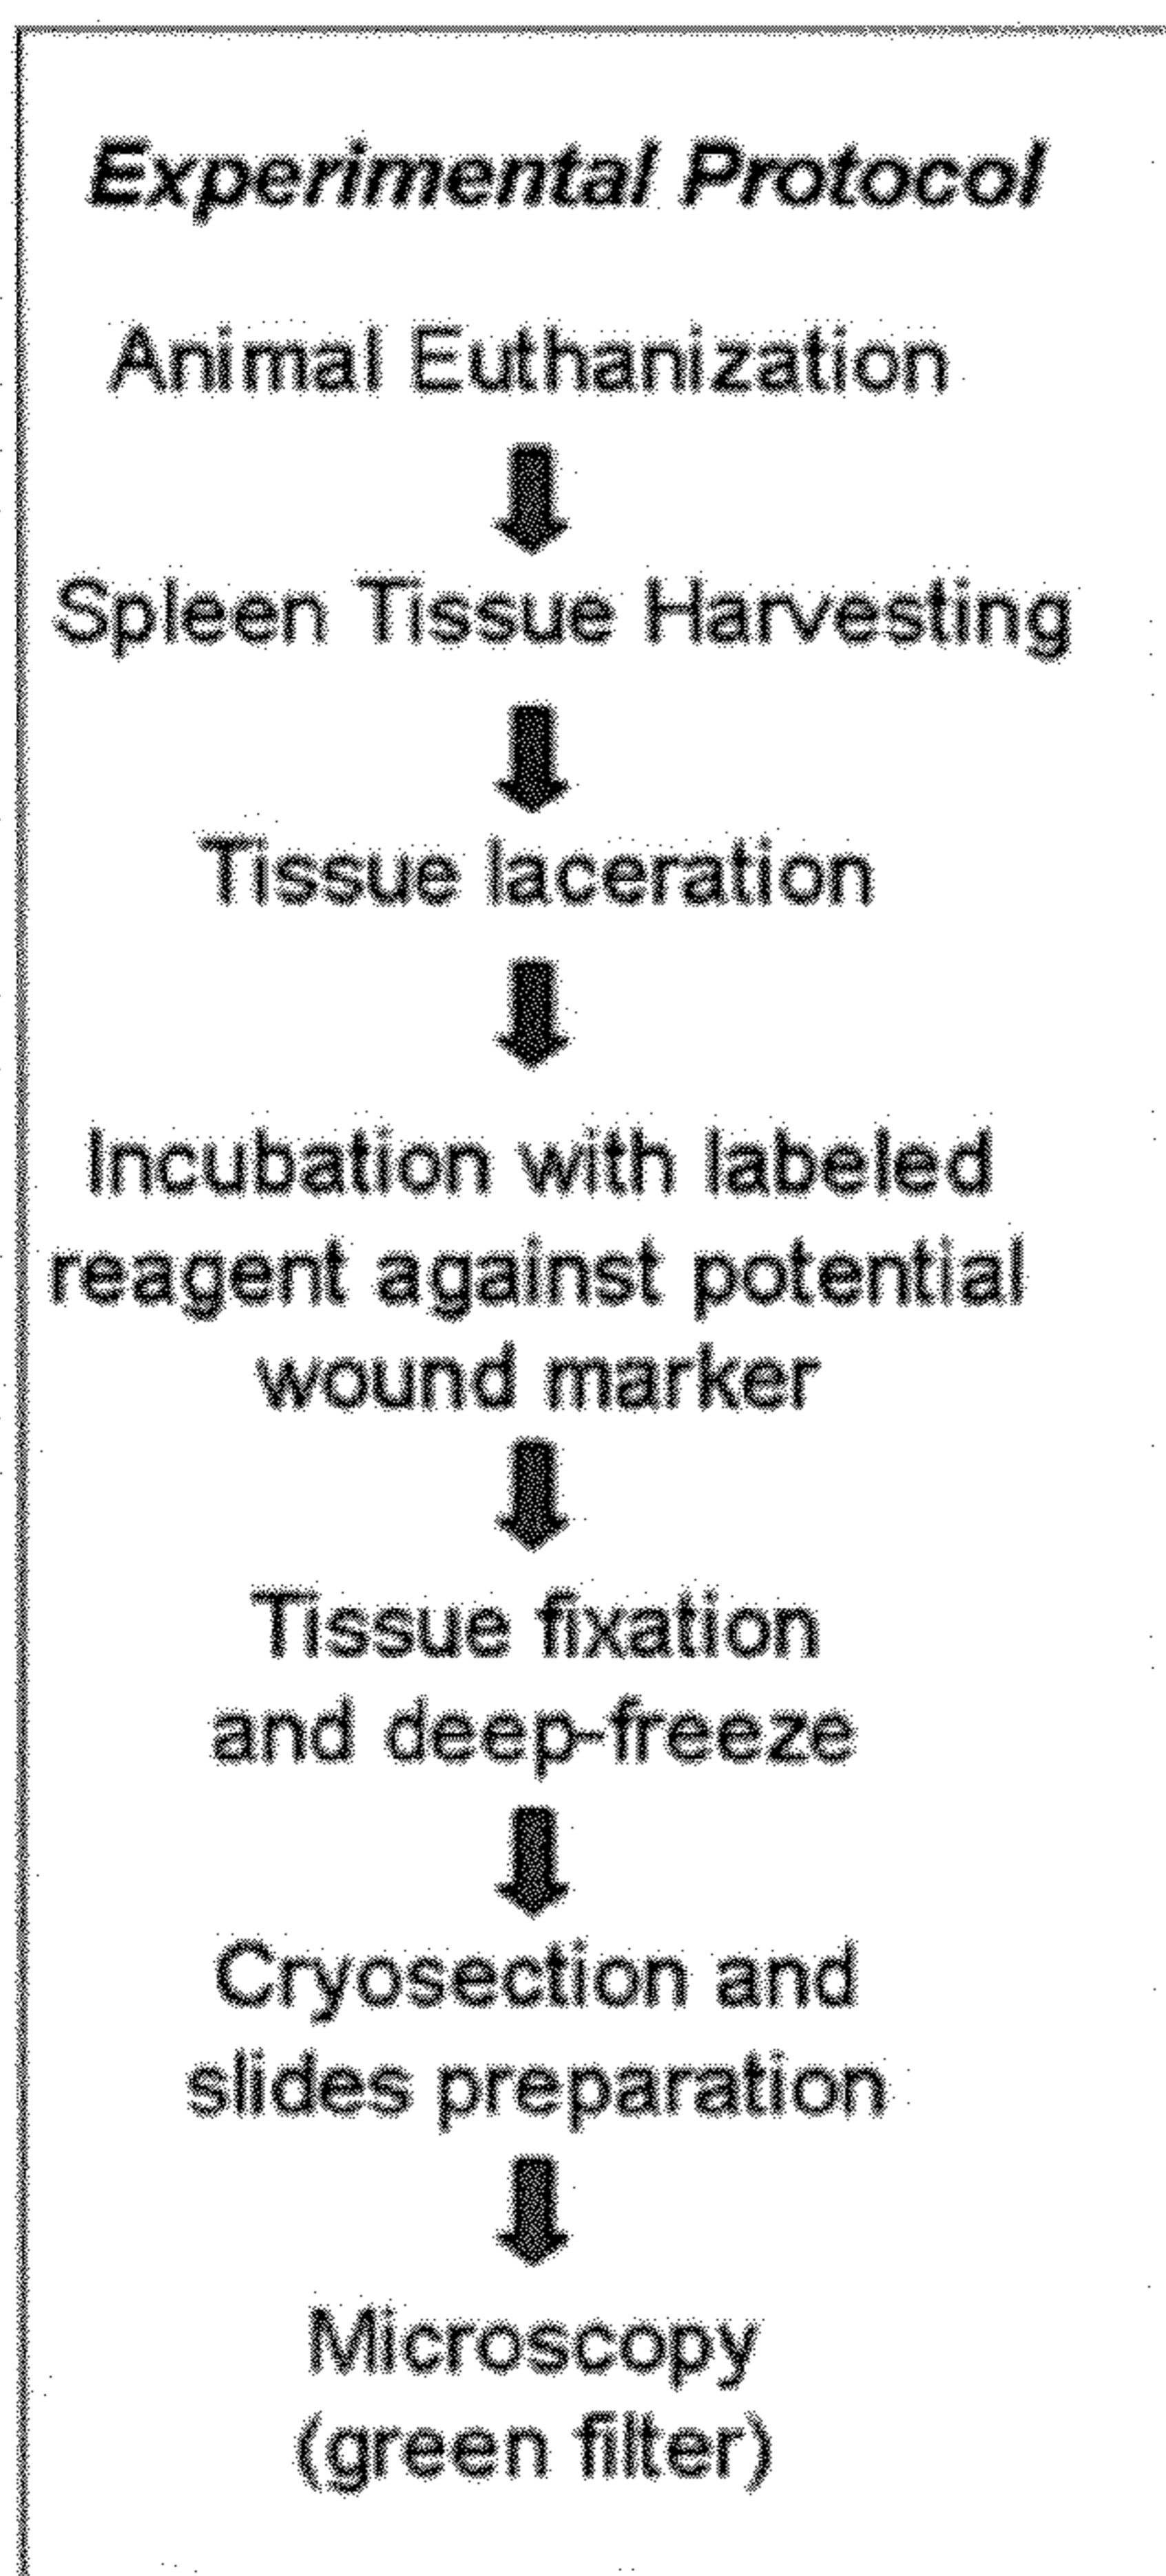 Experimental Protocol
Animal Euthanization
Spleen Tissue Harvesting
Tissue laceration
Incubation with labeled
reagent against potential
wound marker
Tissue fixation
and deep-freeze
Cryosection and
slides preparation
Microscopy
(green filter)